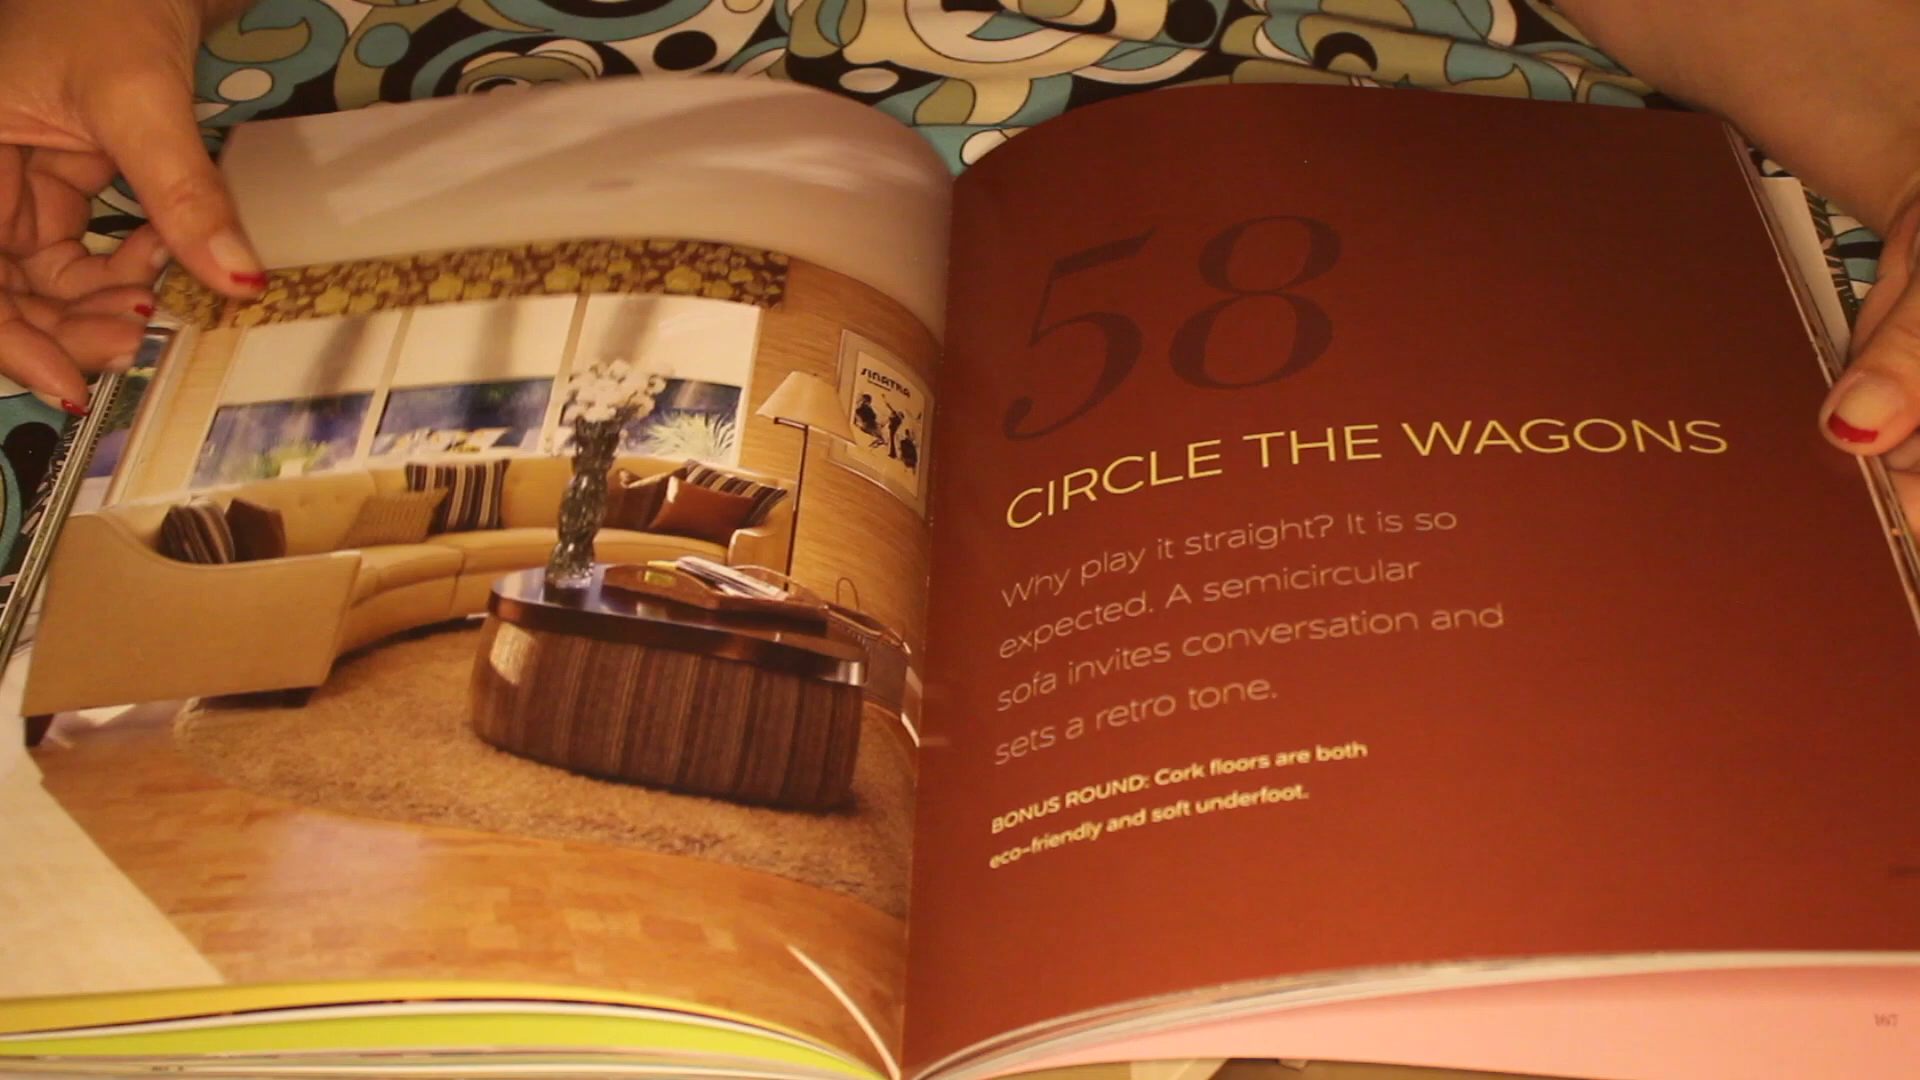 SINATRA
58
CIRCLE THE WAGONS
Why play it straight? It is so
expected. A semicircular
sofa invites conversation and
sets a retro tone.
BONUS ROUND: Cork floors are both
eco-friendly and soft underfoot.
167